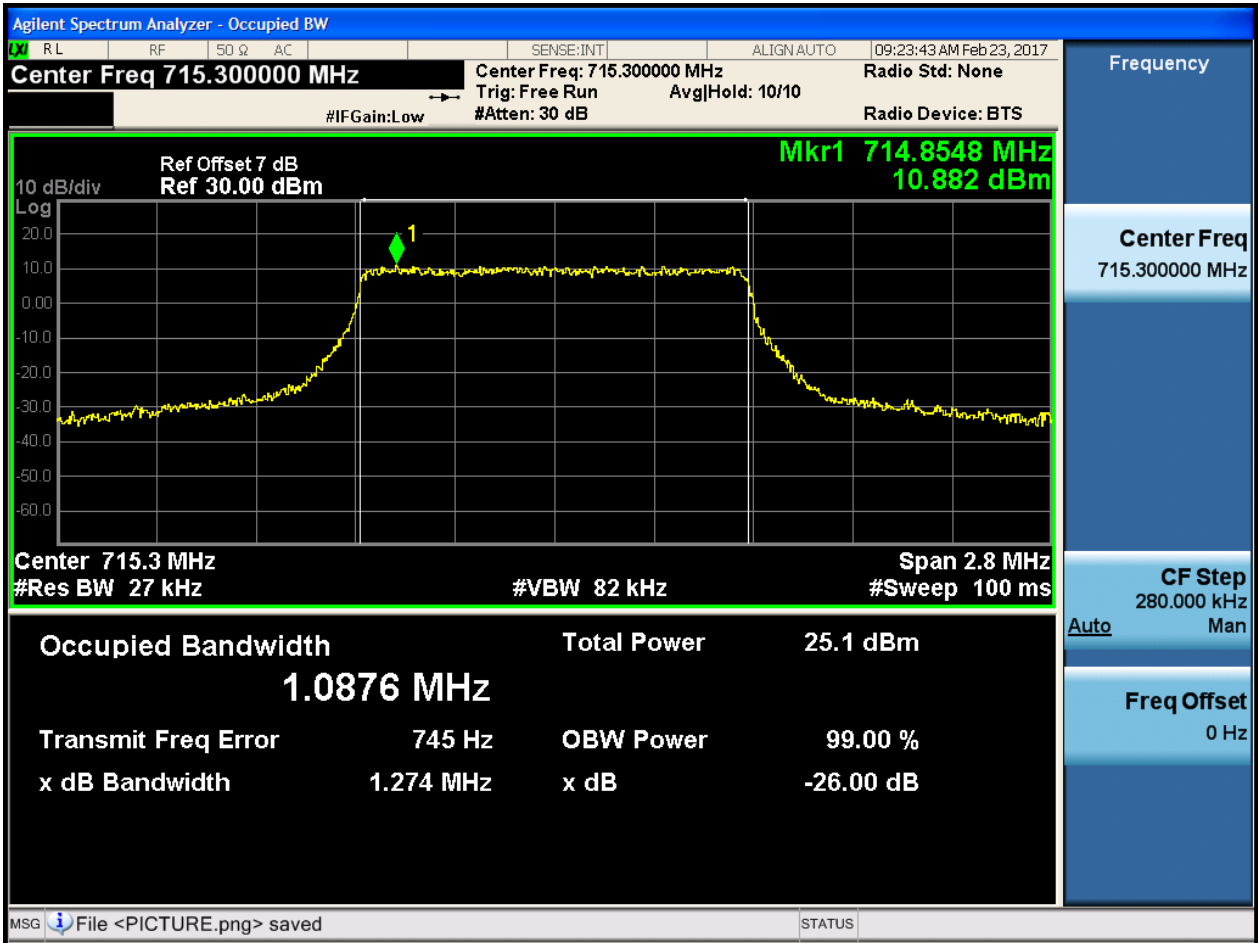 Agilent Spectrum Analyzer - Occupied BW
LXI RL RF 50 Ω AC SENSE:INT ALIGN AUTO 09:23:43 AM Feb 23, 2017
Center Freq 715.300000 MHz
Center Freq: 715.300000 MHz Radio Std: None
Trig: Free Run Avg|Hold: 10/10
#IFGain:Low #Atten: 30 dB Radio Device: BTS
Mkr1 714.8548 MHz
10.882 dBm
Ref Offset 7 dB
10 dB/div Ref 30.00 dBm
Log
20.0
10.0
0.00
-10.0
-20.0
-30.0
-40.0
-50.0
-60.0
1
Center 715.3 MHz Span 2.8 MHz
#Res BW 27 kHz #VBW 82 kHz #Sweep 100 ms
Occupied Bandwidth Total Power 25.1 dBm
1.0876 MHz
Transmit Freq Error 745 Hz OBW Power 99.00 %
x dB Bandwidth 1.274 MHz x dB -26.00 dB
Frequency
Center Freq
715.300000 MHz
CF Step
280.000 kHz
Auto Man
Freq Offset
0 Hz
MSG File <PICTURE.png> saved STATUS